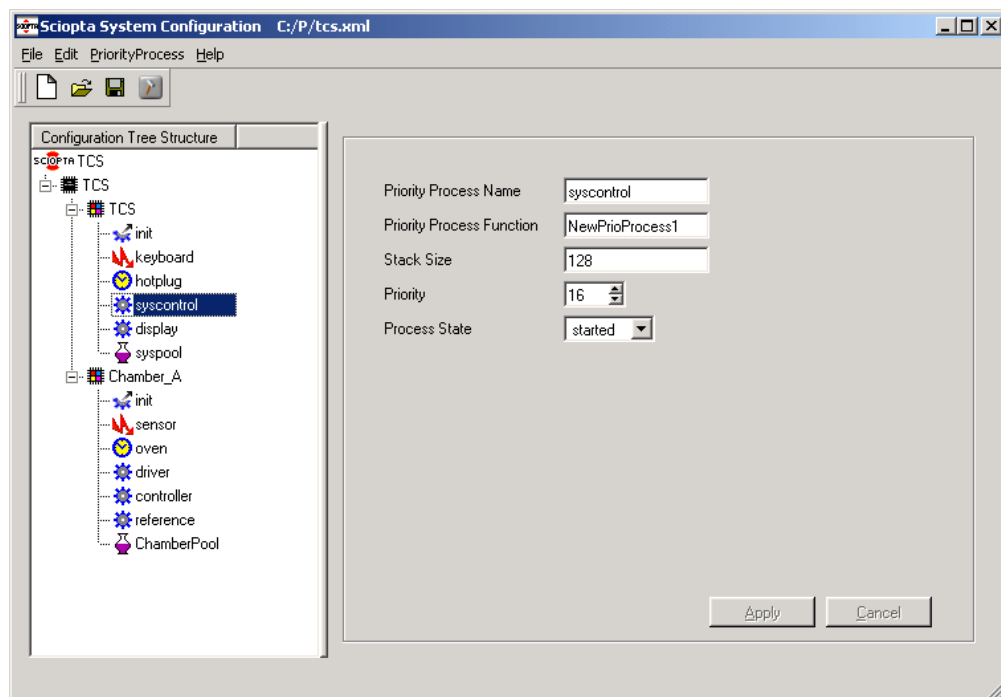 Sciopta System Configuration C:/P/tcs.xml
File Edit PriorityProcess Help
Configuration Tree Structure
SCIOPTA TCS
TCS
TCS
init
keyboard
hotplug
syscontrol
display
syspool
Chamber_A
init
sensor
oven
driver
controller
reference
ChamberPool
Priority Process Name syscontrol
Priority Process Function NewPrioProcess1
Stack Size 128
Priority 16
Process State started
Apply Cancel